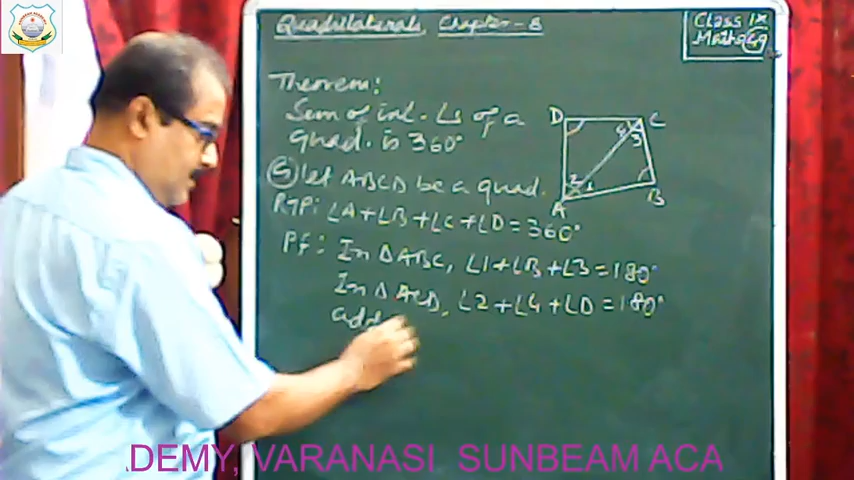 Quadrilaterals, Chapter-8
Class IX
Maths
Theorem:
Sum of int. ∠s of a
quad. is 360°
G let ABCD be a quad.
RTP: ∠A+∠B+∠C+∠D=360°
Pf: In ΔABC, ∠1+∠B+∠3=180°
In ΔACD, ∠2+∠4+∠D=180°
add
D
C
4
3
2
1
A
B
DEMY, VARANASI SUNBEAM ACA